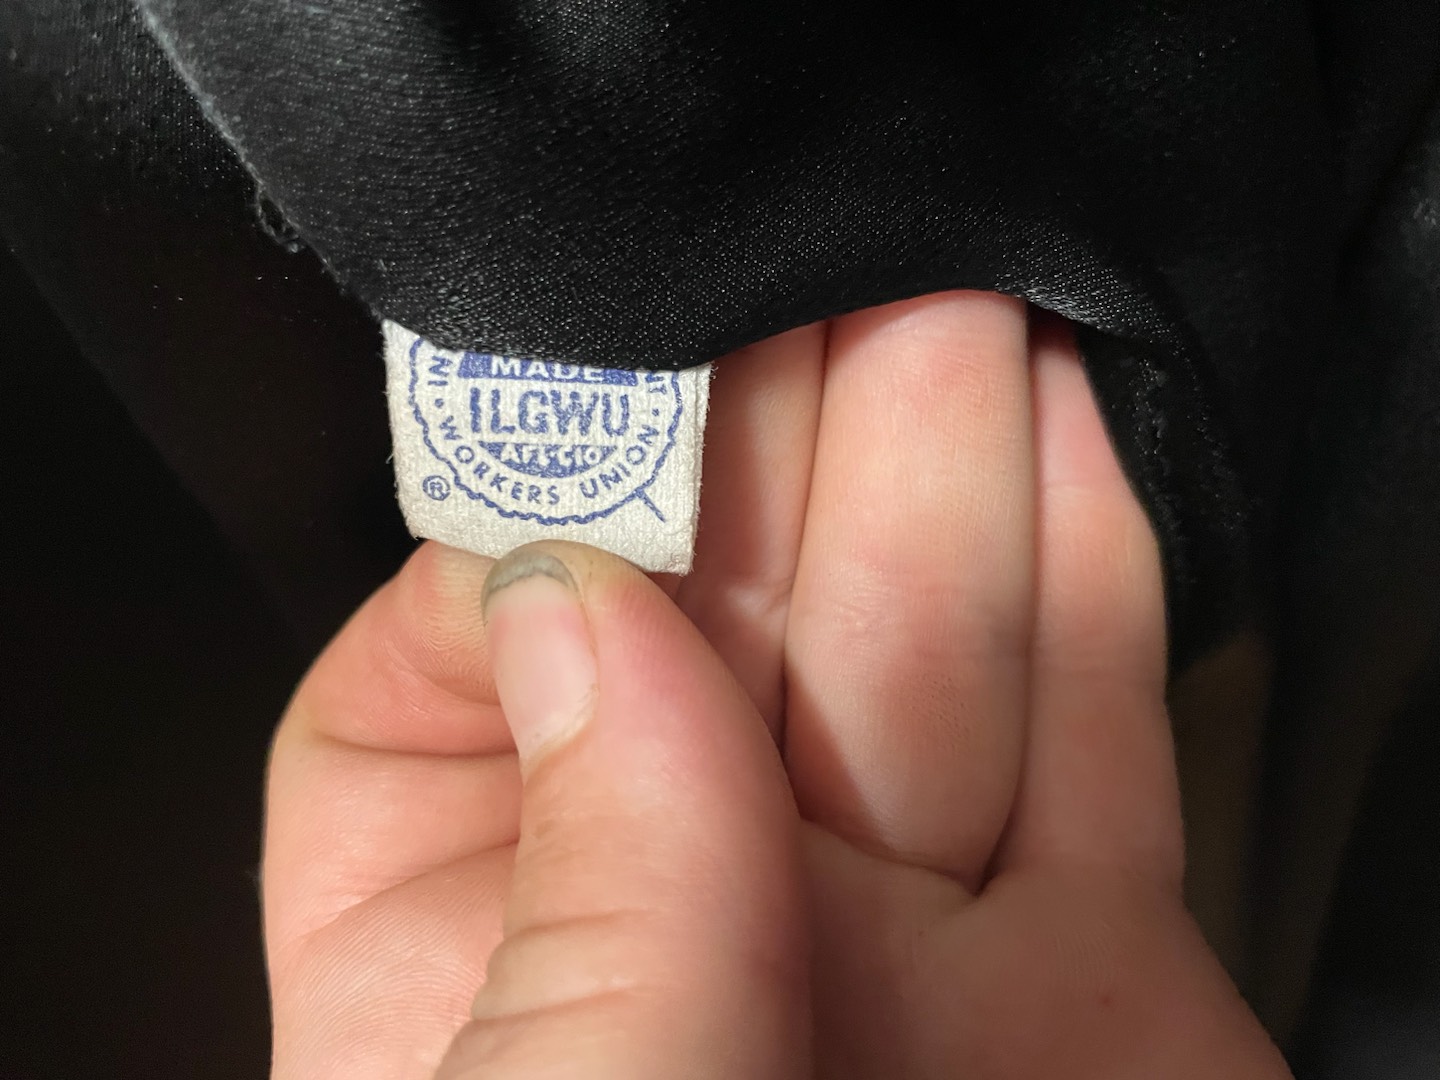 MADE
ILGWU
AFL-CIO
WORKERS UNION
®